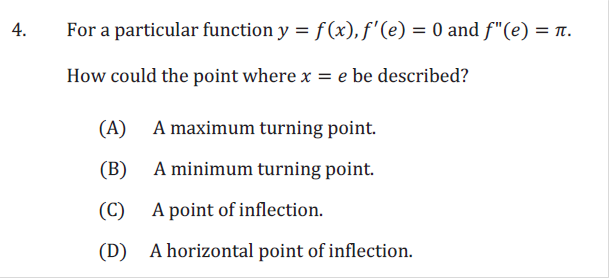 4. For a particular function y = f(x), f'(e) = 0 and f"(e) = π.
How could the point where x = e be described?
(A) A maximum turning point.
(B) A minimum turning point.
(C) A point of inflection.
(D) A horizontal point of inflection.